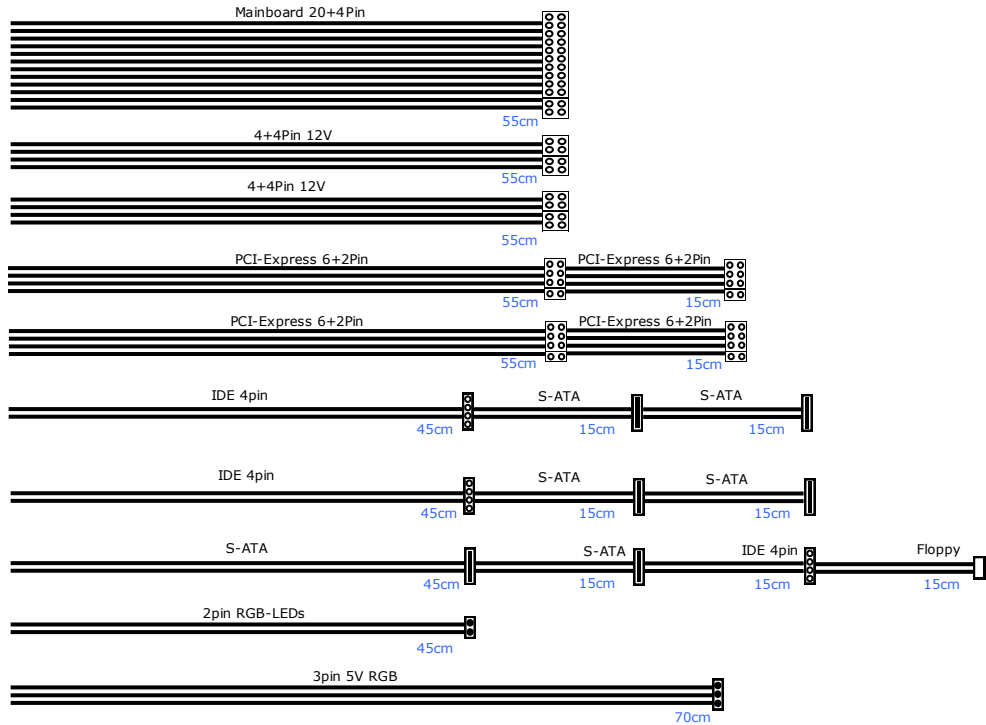 Mainboard 20+4Pin
55cm
4+4Pin 12V
55cm
4+4Pin 12V
55cm
PCI-Express 6+2Pin PCI-Express 6+2Pin
55cm 15cm
PCI-Express 6+2Pin PCI-Express 6+2Pin
55cm 15cm
IDE 4pin S-ATA S-ATA
45cm 15cm 15cm
IDE 4pin S-ATA S-ATA
45cm 15cm 15cm
S-ATA S-ATA IDE 4pin Floppy
45cm 15cm 15cm 15cm
2pin RGB-LEDs
45cm
3pin 5V RGB
70cm